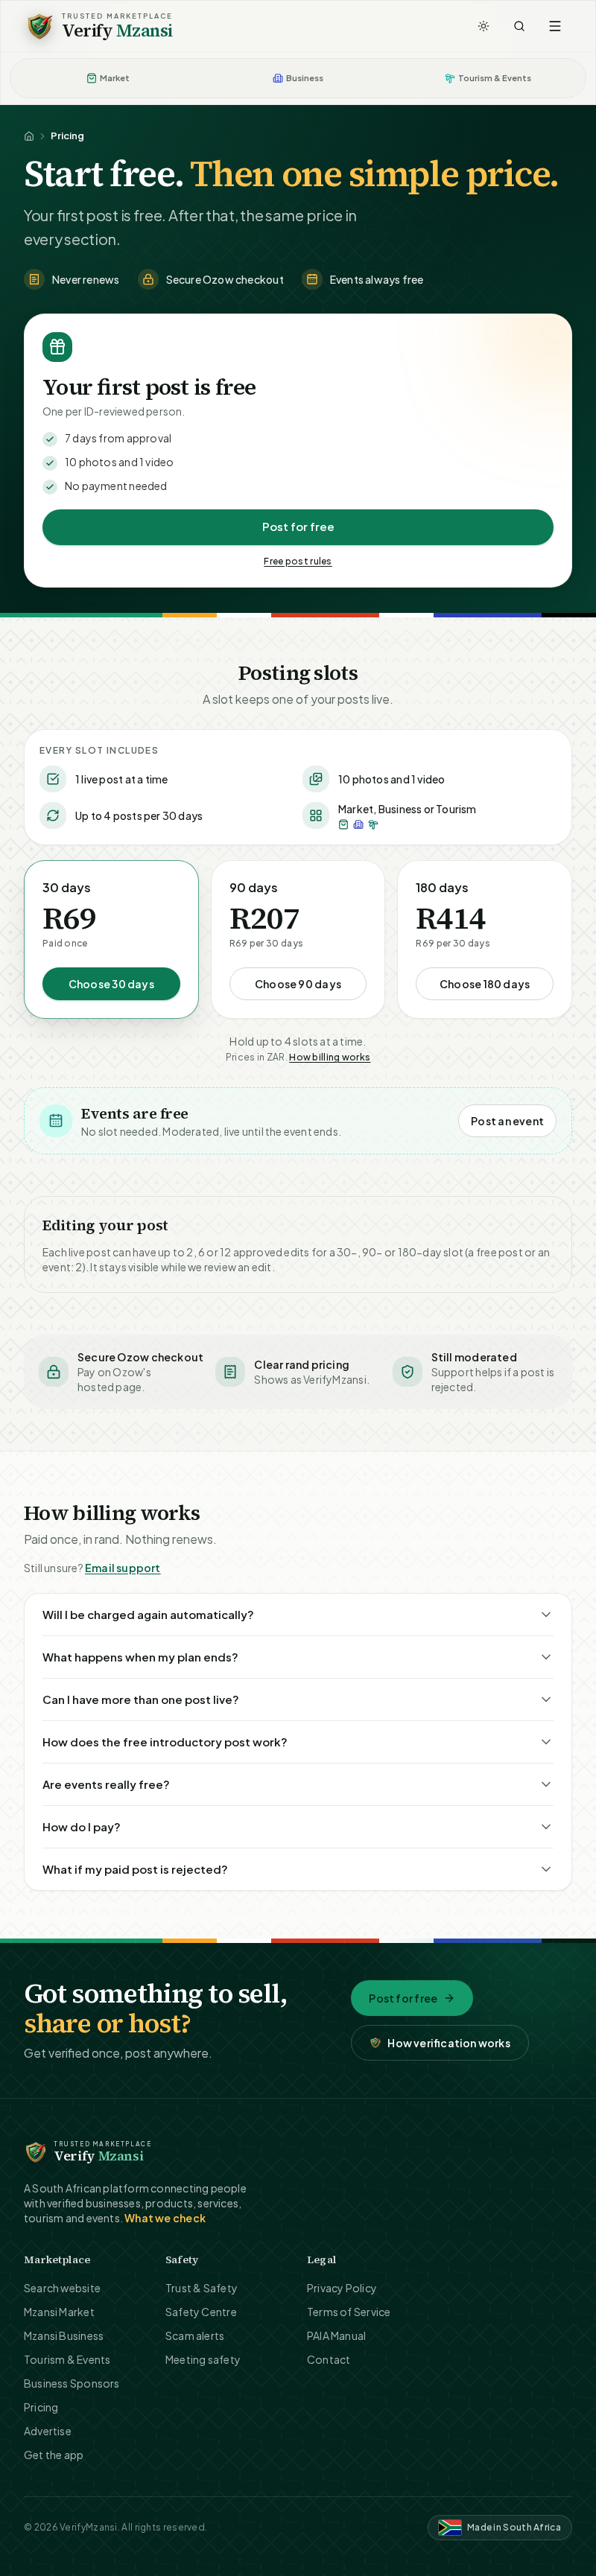 TRUSTED MARKETPLACE
Verify Mzansi
Market
Business
Tourism & Events
Pricing
Start free. Then one simple price.
Your first post is free. After that, the same price in
every section.
Never renews
Secure Ozow checkout
Events always free
Your first post is free
One per ID-reviewed person.
7 days from approval
10 photos and 1 video
No payment needed
Post for free
Free post rules
Posting slots
A slot keeps one of your posts live.
EVERY SLOT INCLUDES
1 live post at a time
10 photos and 1 video
Up to 4 posts per 30 days
Market, Business or Tourism
30 days
R69
Paid once
Choose 30 days
90 days
R207
R69 per 30 days
Choose 90 days
180 days
R414
R69 per 30 days
Choose 180 days
Hold up to 4 slots at a time.
Prices in ZAR. How billing works
Events are free
No slot needed. Moderated, live until the event ends.
Post an event
Editing your post
Each live post can have up to 2, 6 or 12 approved edits for a 30-, 90- or 180-day slot (a free post or an
event: 2). It stays visible while we review an edit.
Secure Ozow checkout
Pay on Ozow's
hosted page.
Clear rand pricing
Shows as VerifyMzansi.
Still moderated
Support helps if a post is
rejected.
How billing works
Paid once, in rand. Nothing renews.
Still unsure? Email support
Will I be charged again automatically?
What happens when my plan ends?
Can I have more than one post live?
How does the free introductory post work?
Are events really free?
How do I pay?
What if my paid post is rejected?
Got something to sell,
share or host?
Get verified once, post anywhere.
Post for free
How verification works
TRUSTED MARKETPLACE
Verify Mzansi
A South African platform connecting people
with verified businesses, products, services,
tourism and events. What we check
Marketplace
Search website
Mzansi Market
Mzansi Business
Tourism & Events
Business Sponsors
Pricing
Advertise
Get the app
Safety
Trust & Safety
Safety Centre
Scam alerts
Meeting safety
Legal
Privacy Policy
Terms of Service
PAIA Manual
Contact
© 2026 VerifyMzansi. All rights reserved.
Made in South Africa